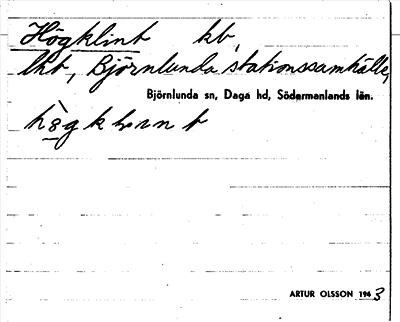 Högklint kb,
lht, Björnlunda stationssamhälle,
Björnlunda sn, Daga hd, Södermanlands län.
ARTUR OLSSON 1943